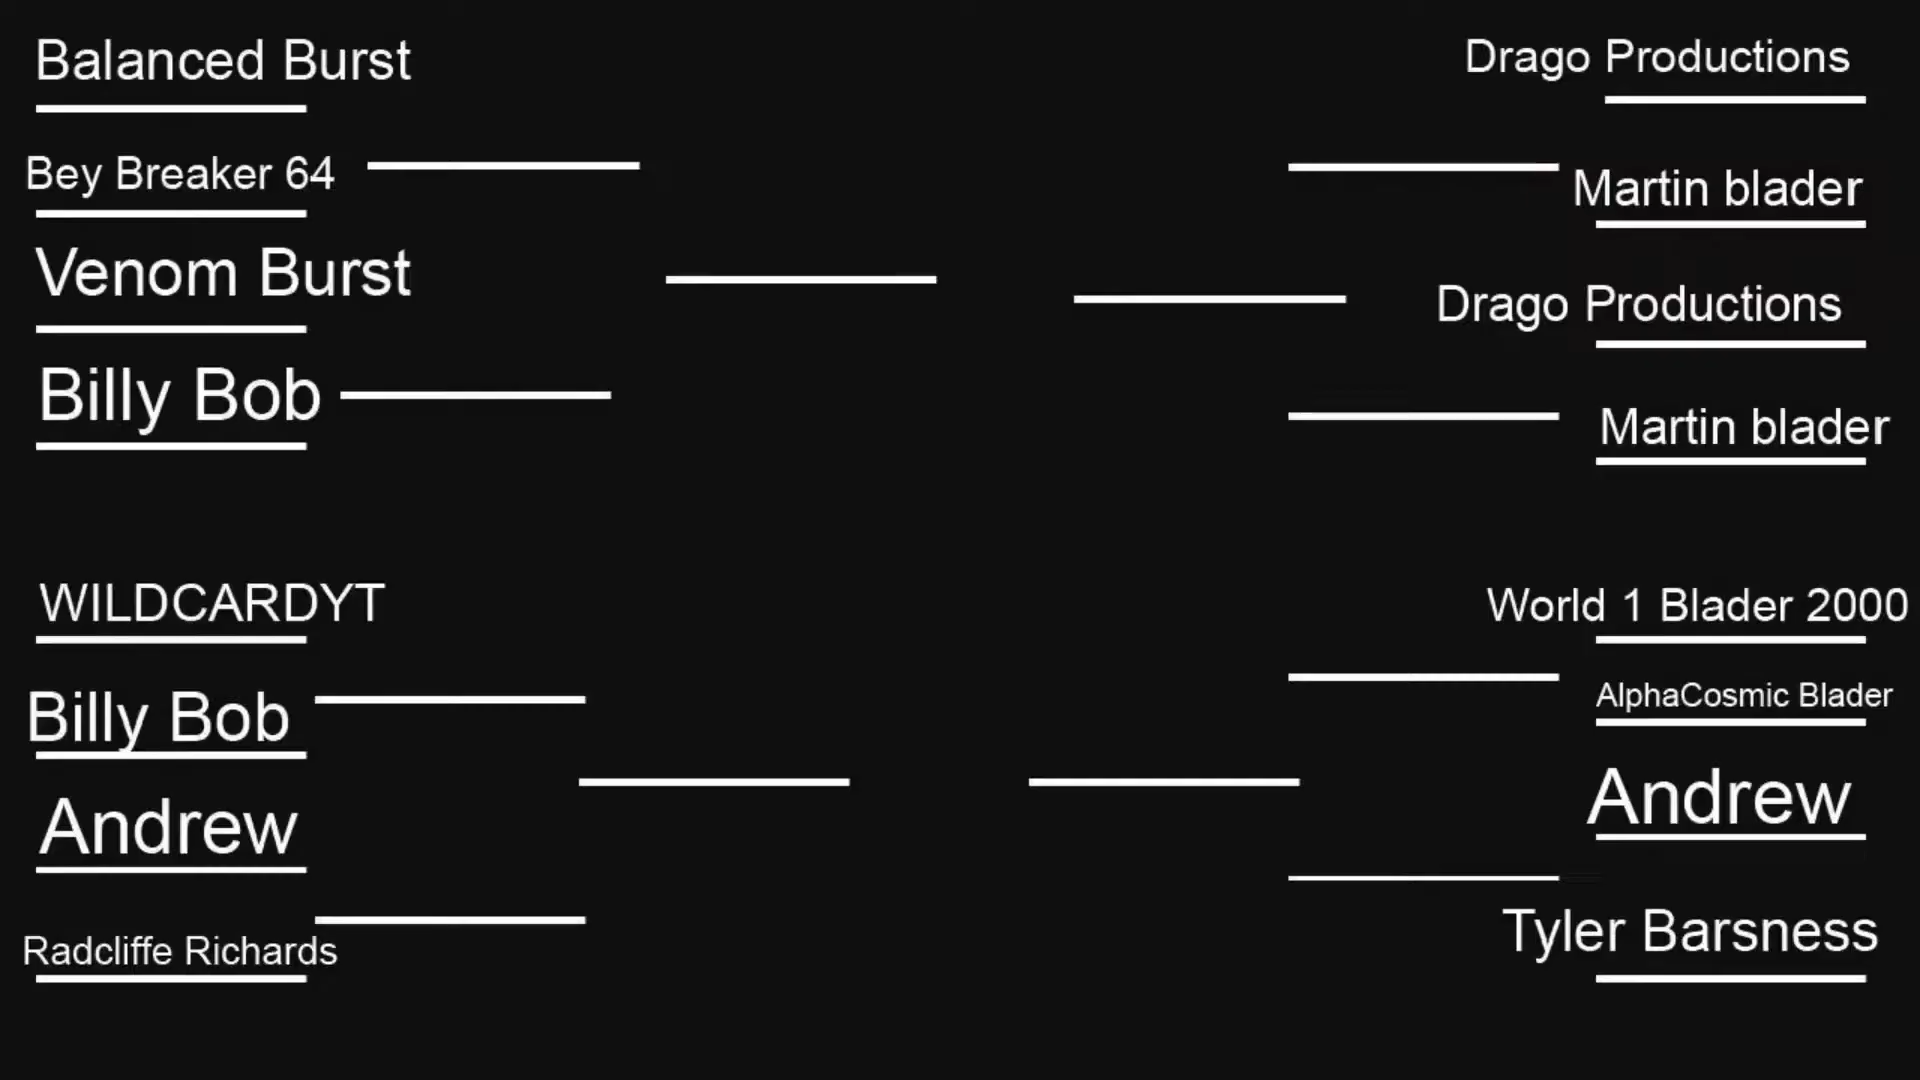 Balanced Burst
Bey Breaker 64
Venom Burst
Billy Bob
WILDCARDYT
Billy Bob
Andrew
Radcliffe Richards
Drago Productions
Martin blader
Drago Productions
Martin blader
World 1 Blader 2000
AlphaCosmic Blader
Andrew
Tyler Barsness